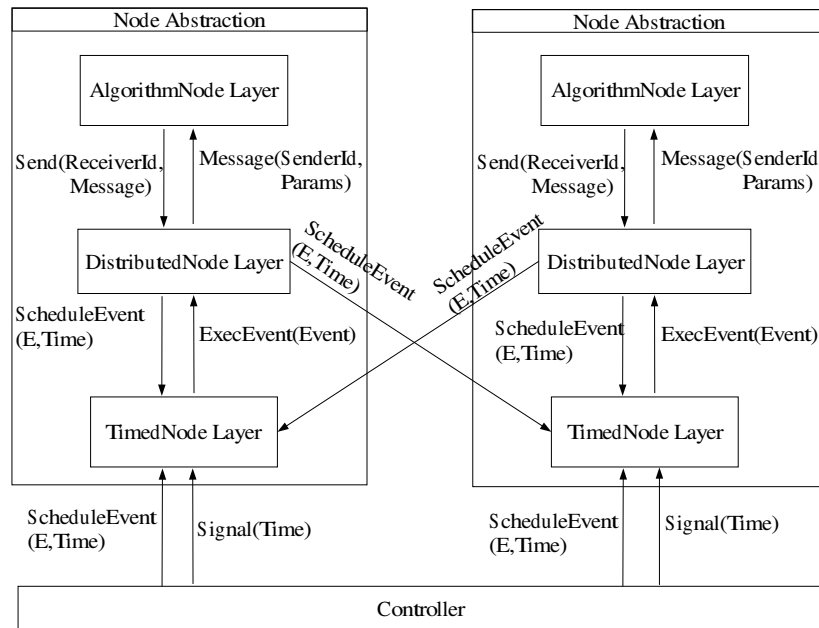 Node Abstraction
AlgorithmNode Layer
Send(ReceiverId,
Message)
Message(SenderId,
Params)
DistributedNode Layer
ScheduleEvent
(E,Time)
ExecEvent(Event)
TimedNode Layer
ScheduleEvent
(E,Time)
Signal(Time)
ScheduleEvent
(E,Time)
ScheduleEvent
(E,Time)
Node Abstraction
AlgorithmNode Layer
Send(ReceiverId,
Message)
Message(SenderId,
Params)
DistributedNode Layer
ScheduleEvent
(E,Time)
ExecEvent(Event)
TimedNode Layer
ScheduleEvent
(E,Time)
Signal(Time)
Controller